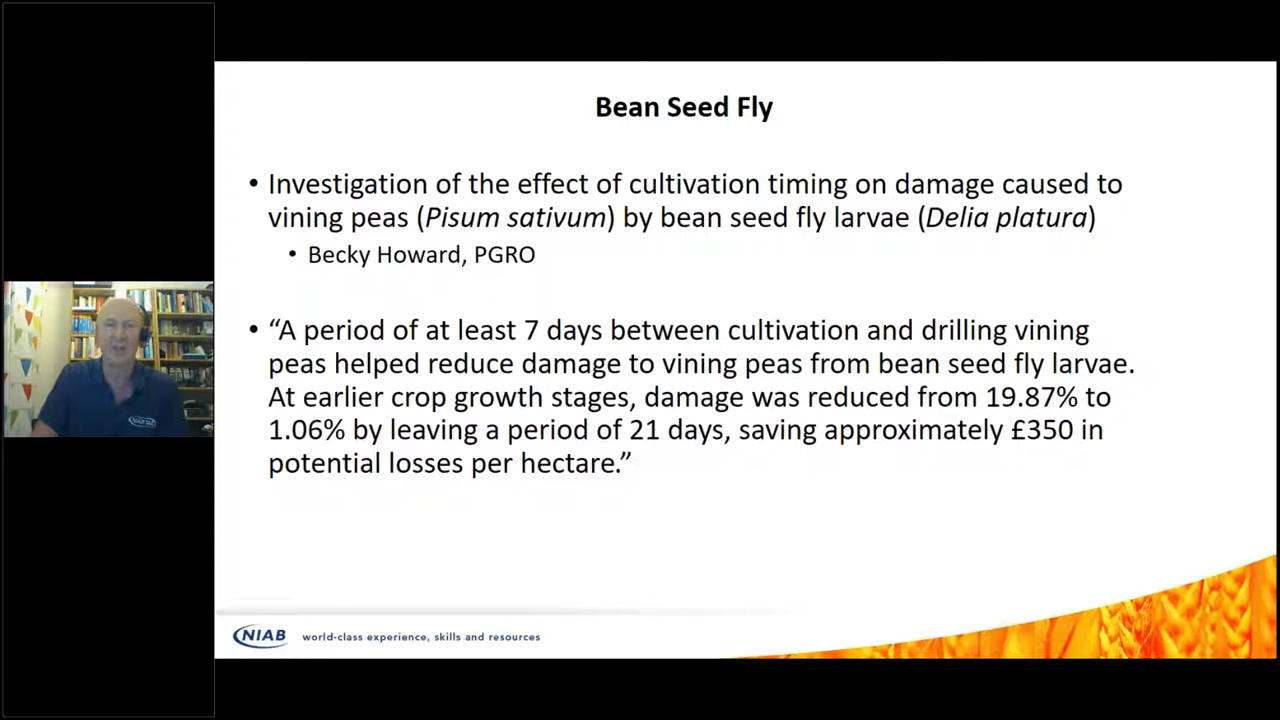 Bean Seed Fly
• Investigation of the effect of cultivation timing on damage caused to
vining peas (Pisum sativum) by bean seed fly larvae (Delia platura)
• Becky Howard, PGRO
• “A period of at least 7 days between cultivation and drilling vining
peas helped reduce damage to vining peas from bean seed fly larvae.
At earlier crop growth stages, damage was reduced from 19.87% to
1.06% by leaving a period of 21 days, saving approximately £350 in
potential losses per hectare.”
NIAB world-class experience, skills and resources